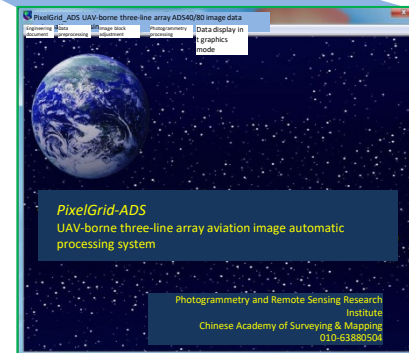 PixelGrid_ADS UAV-borne three-line array ADS40/80 image data
Engineering document
Data preprocessing
Image block adjustment
Photogrammetry processing
Data display in
t graphics
mode
PixelGrid-ADS
UAV-borne three-line array aviation image automatic
processing system
Photogrammetry and Remote Sensing Research
Institute
Chinese Academy of Surveying & Mapping
010-63880504